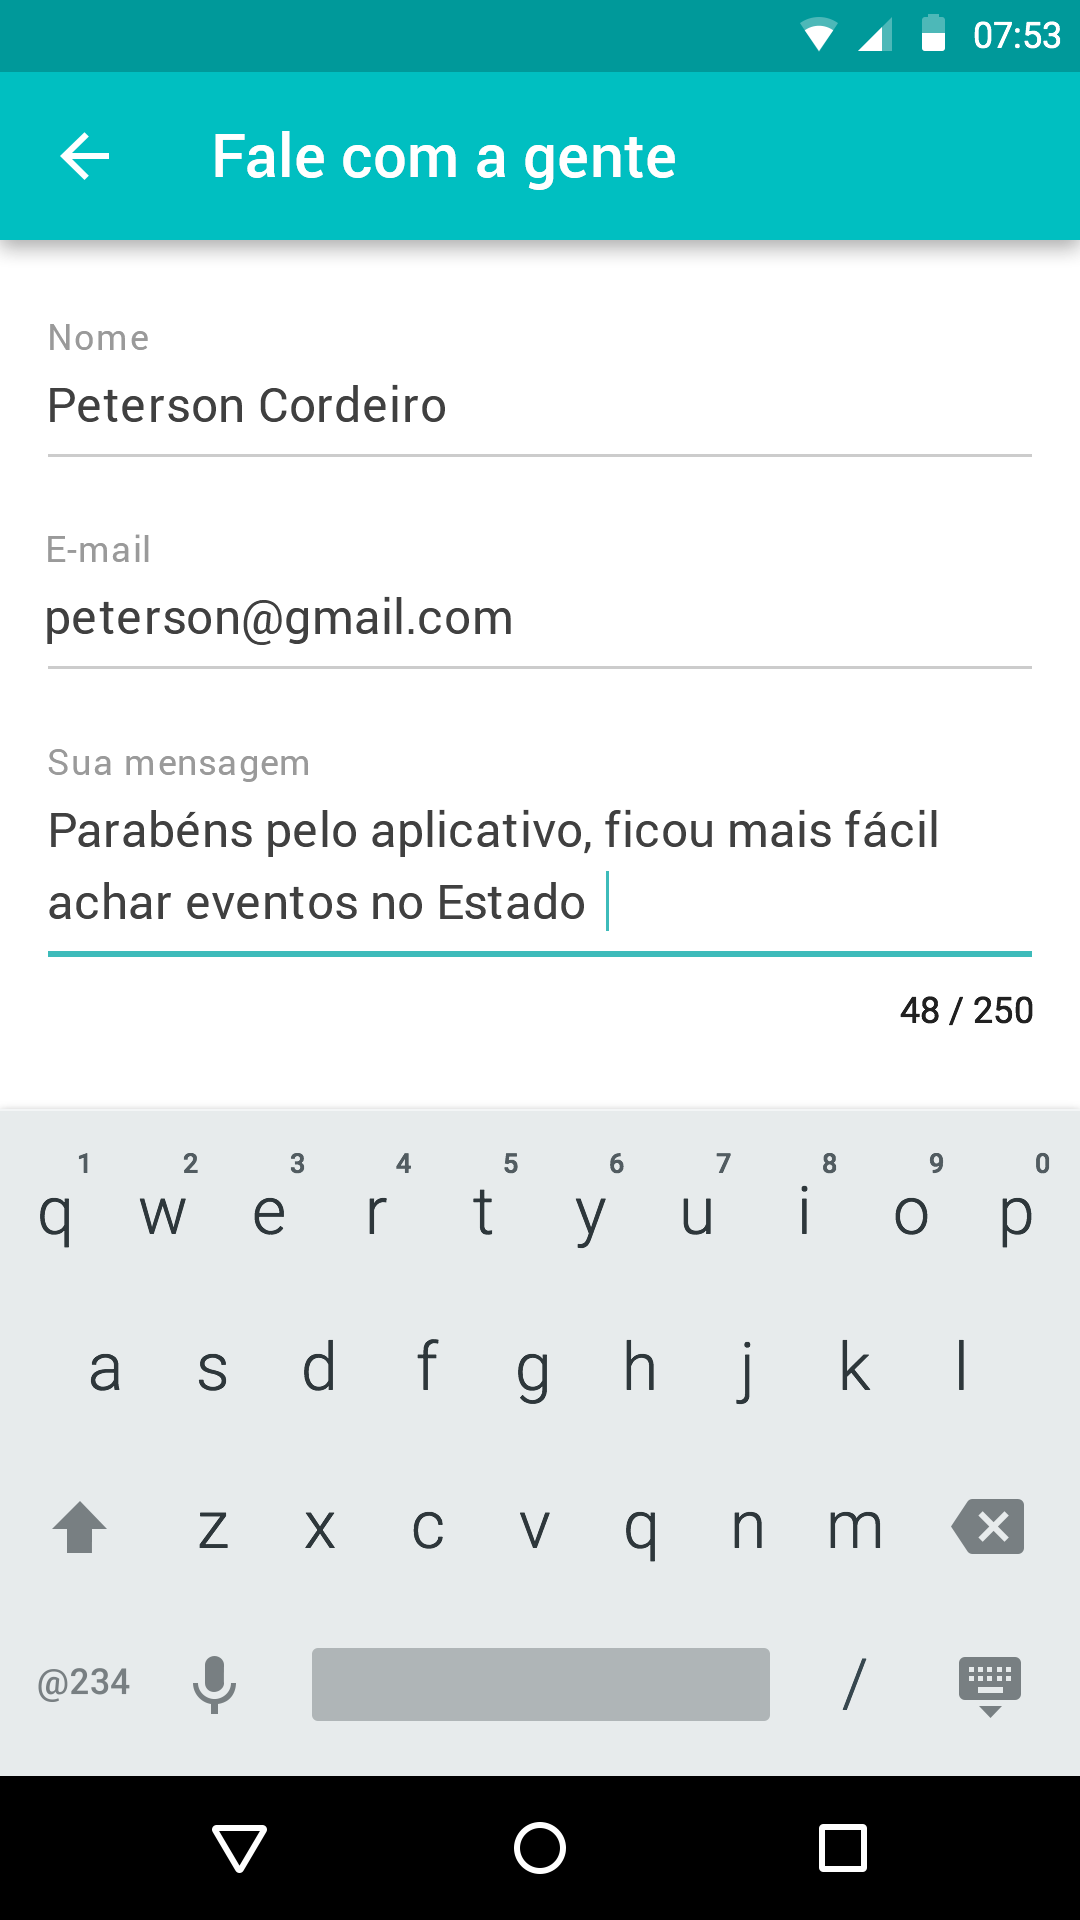 07:53
Fale com a gente
Nome
Peterson Cordeiro
E-mail
peterson@gmail.com
Sua mensagem
Parabéns pelo aplicativo, ficou mais fácil
achar eventos no Estado
48 / 250
1 2 3 4 5 6 7 8 9 0
q w e r t y u i o p
a s d f g h j k l
z x c v q n m
@234 /